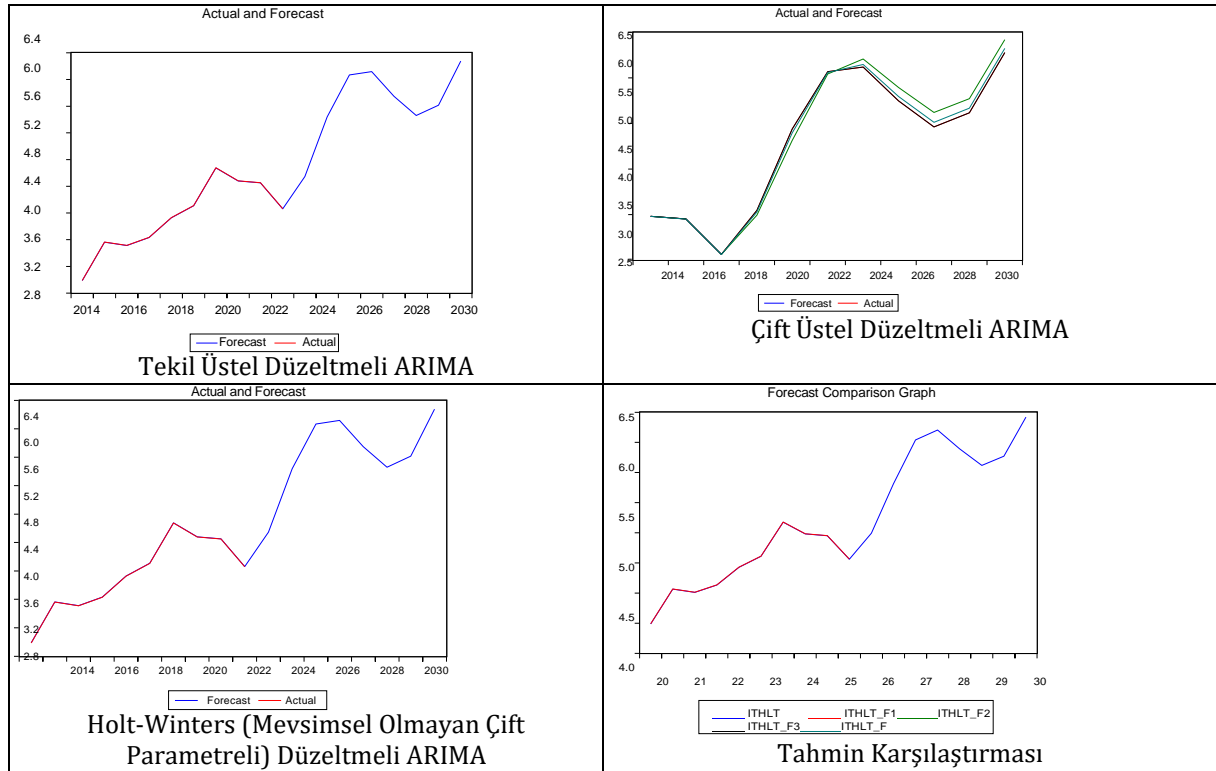 Actual and Forecast
6.4
6.0
5.6
5.2
4.8
4.4
4.0
3.6
3.2
2.8
2014 2016 2018 2020 2022 2024 2026 2028 2030
Forecast Actual
Tekil Üstel Düzeltmeli ARIMA
Actual and Forecast
6.5
6.0
5.5
5.0
4.5
4.0
3.5
3.0
2.5
2014 2016 2018 2020 2022 2024 2026 2028 2030
Forecast Actual
Çift Üstel Düzeltmeli ARIMA
Actual and Forecast
6.4
6.0
5.6
5.2
4.8
4.4
4.0
3.6
3.2
2.8
2014 2016 2018 2020 2022 2024 2026 2028 2030
Forecast Actual
Holt-Winters (Mevsimsel Olmayan Çift
Parametreli) Düzeltmeli ARIMA
Forecast Comparison Graph
6.5
6.0
5.5
5.0
4.5
4.0
20 21 22 23 24 25 26 27 28 29 30
ITHLT ITHLT_F1 ITHLT_F2
ITHLT_F3 ITHLT_F
Tahmin Karşılaştırması